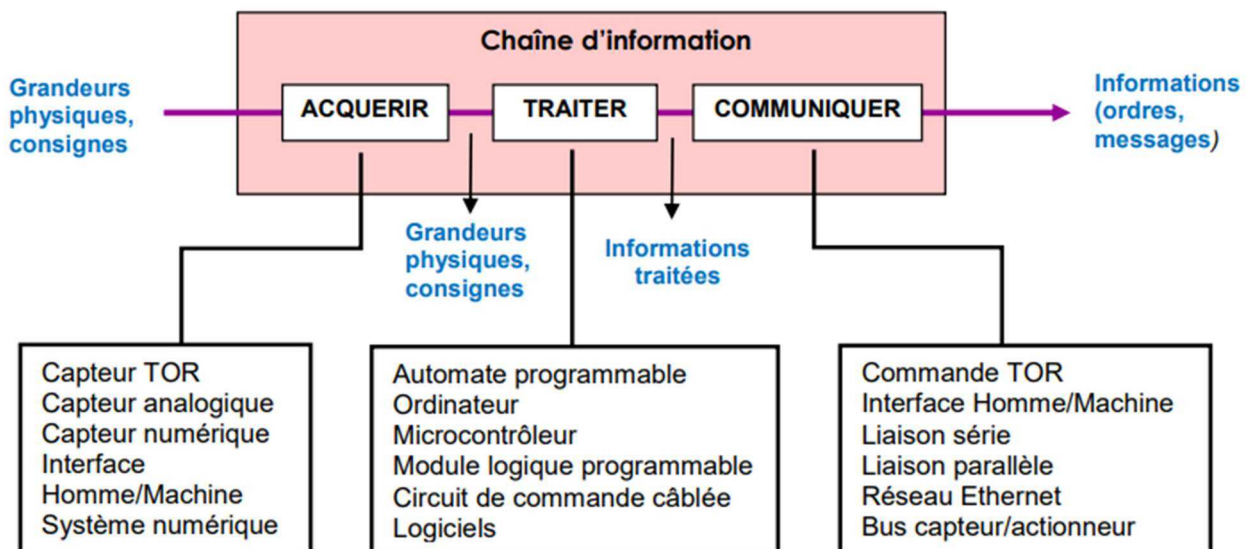 Chaîne d'information
Grandeurs
physiques,
consignes
ACQUERIR
TRAITER
COMMUNIQUER
Informations
(ordres,
messages)
Grandeurs
physiques,
consignes
Informations
traitées
Capteur TOR
Capteur analogique
Capteur numérique
Interface
Homme/Machine
Système numérique
Automate programmable
Ordinateur
Microcontrôleur
Module logique programmable
Circuit de commande câblée
Logiciels
Commande TOR
Interface Homme/Machine
Liaison série
Liaison parallèle
Réseau Ethernet
Bus capteur/actionneur